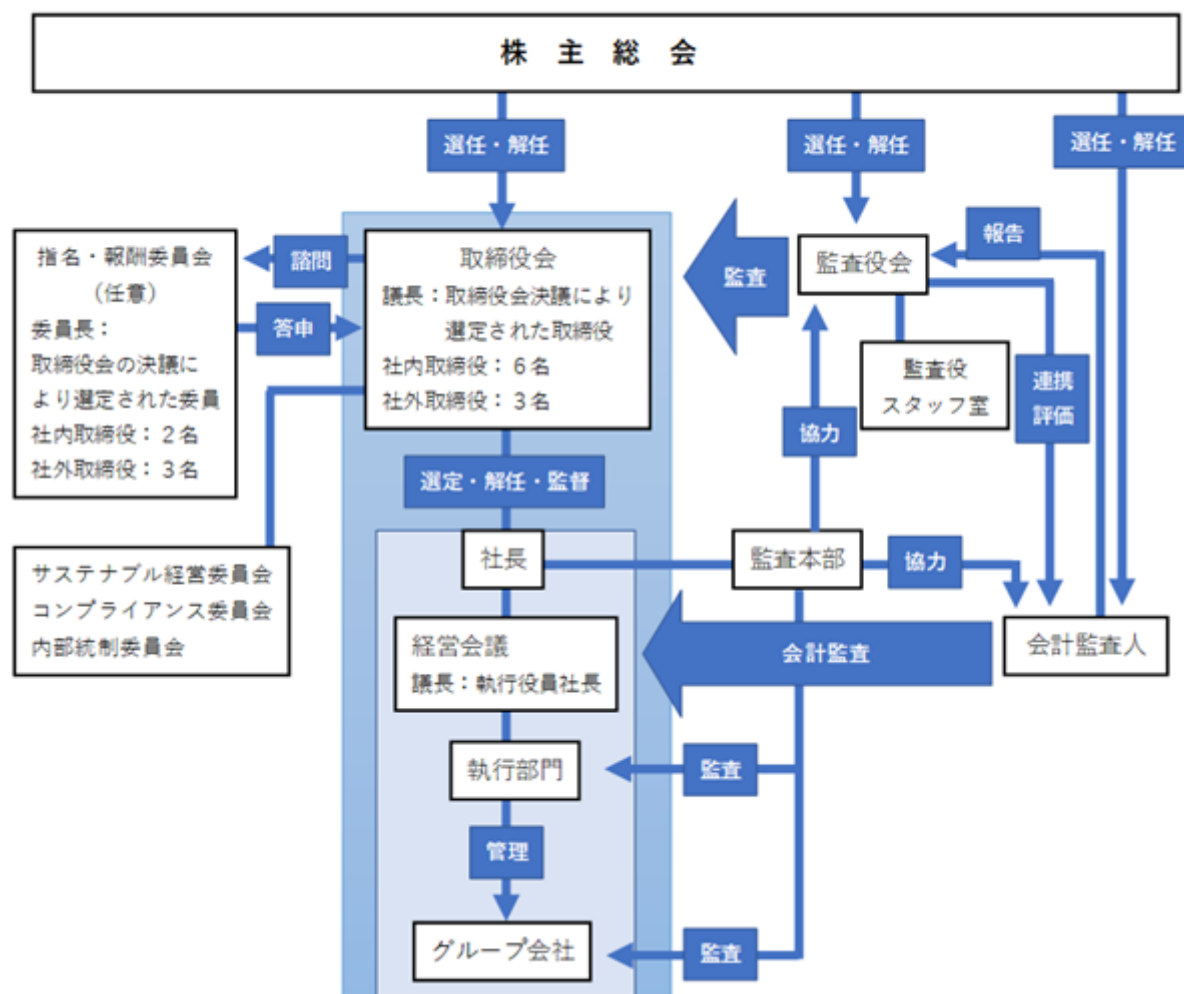 株 主 総 会
選任・解任
選任・解任
選任・解任
指名・報酬委員会
（任意）
委員長：
取締役会の決議に
より選定された委員
社内取締役：２名
社外取締役：３名
諮問
答申
取締役会
議長：取締役会決議により
選定された取締役
社内取締役：６名
社外取締役：３名
監査
監査役会
報告
監査役
スタッフ室
連携
評価
協力
選定・解任・監督
サステナブル経営委員会
コンプライアンス委員会
内部統制委員会
社長
監査本部
協力
経営会議
議長：執行役員社長
会計監査
会計監査人
執行部門
監査
管理
グループ会社
監査